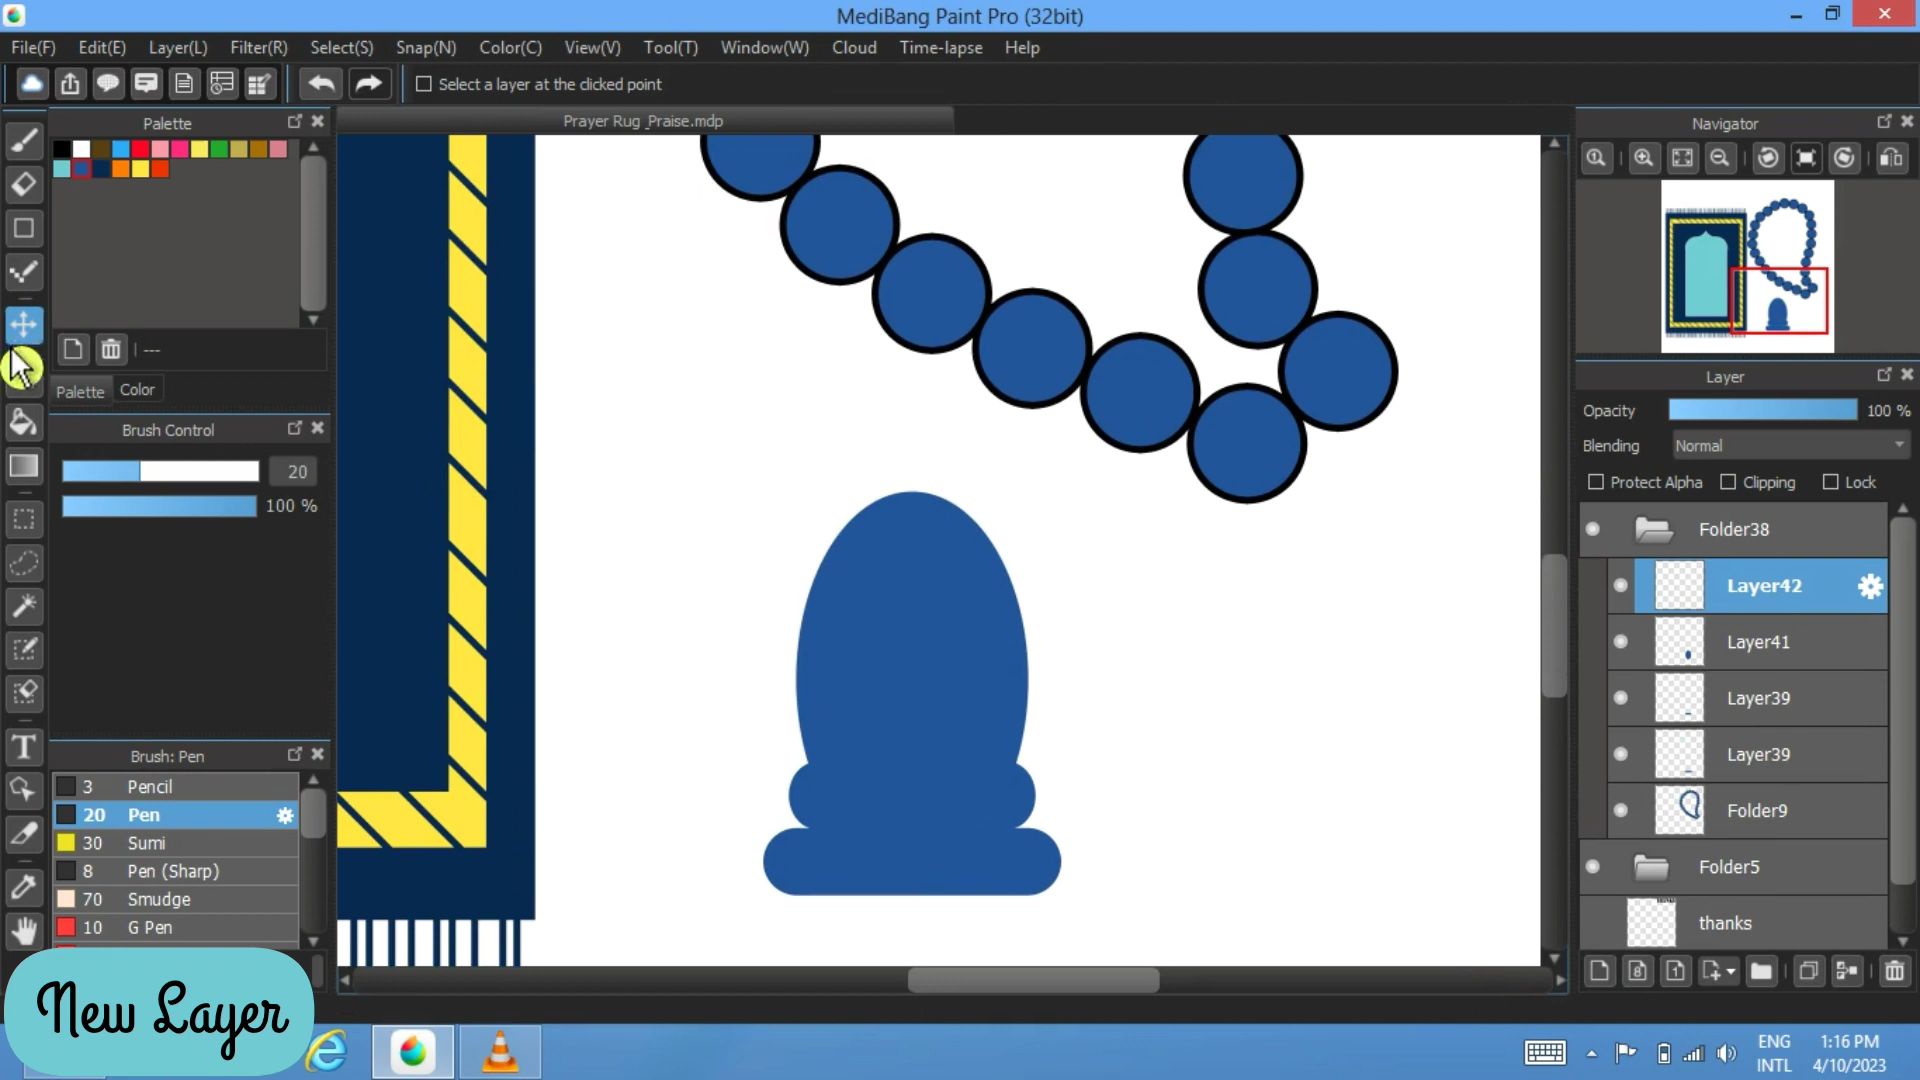 MediBang Paint Pro (32bit)
File(F) Edit(E) Layer(L) Filter(R) Select(S) Snap(N) Color(C) View(V) Tool(T) Window(W) Cloud Time-lapse Help
Select a layer at the clicked point
Palette
Prayer Rug _Praise.mdp
Navigator
---
Palette Color
Brush Control
20
100 %
Brush: Pen
3 Pencil
20 Pen
30 Sumi
8 Pen (Sharp)
70 Smudge
10 G Pen
Layer
Opacity 100 %
Blending Normal
Protect Alpha Clipping Lock
Folder38
Layer42
Layer41
Layer39
Layer39
Folder9
Folder5
thanks
New Layer
ENG
INTL
1:16 PM
4/10/2023